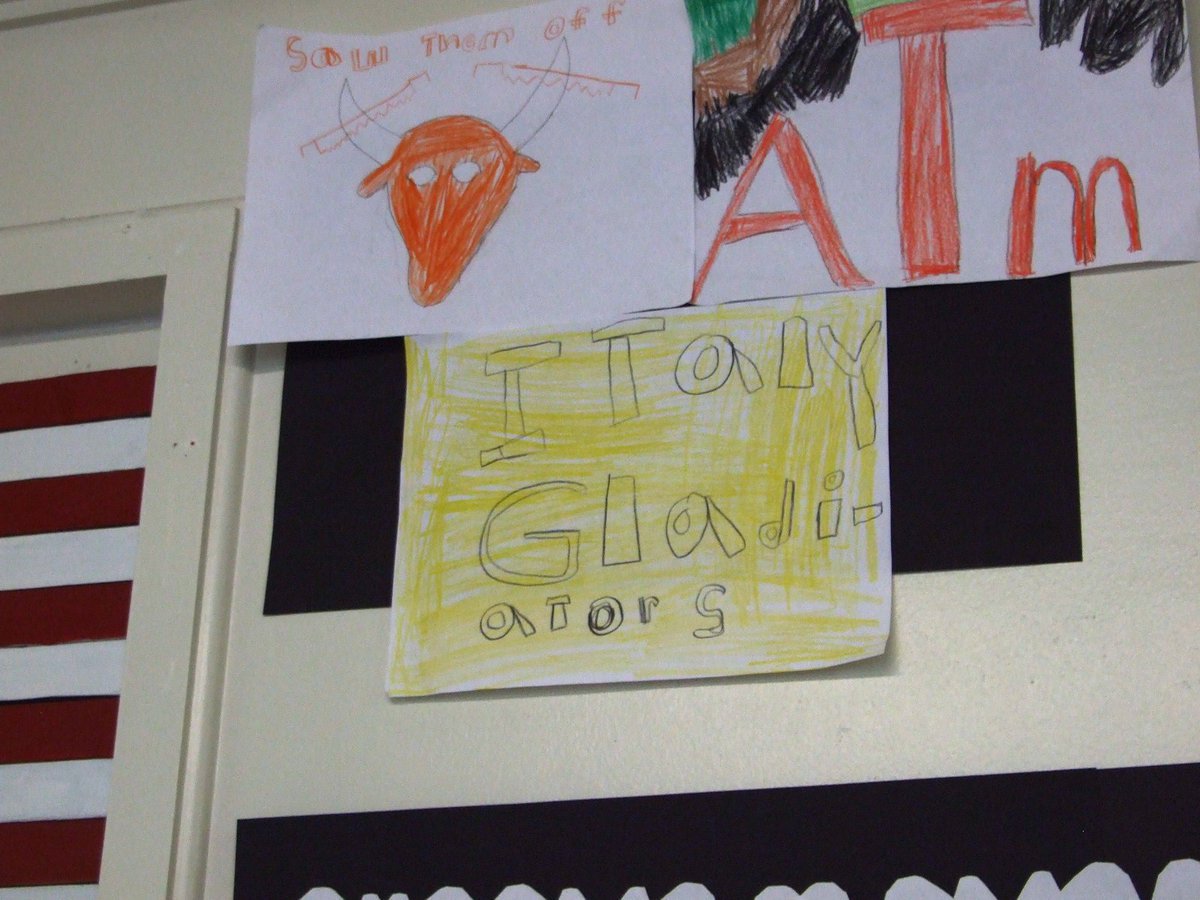 Saw Them off
ATm
ITaly
Gladi-
aTors